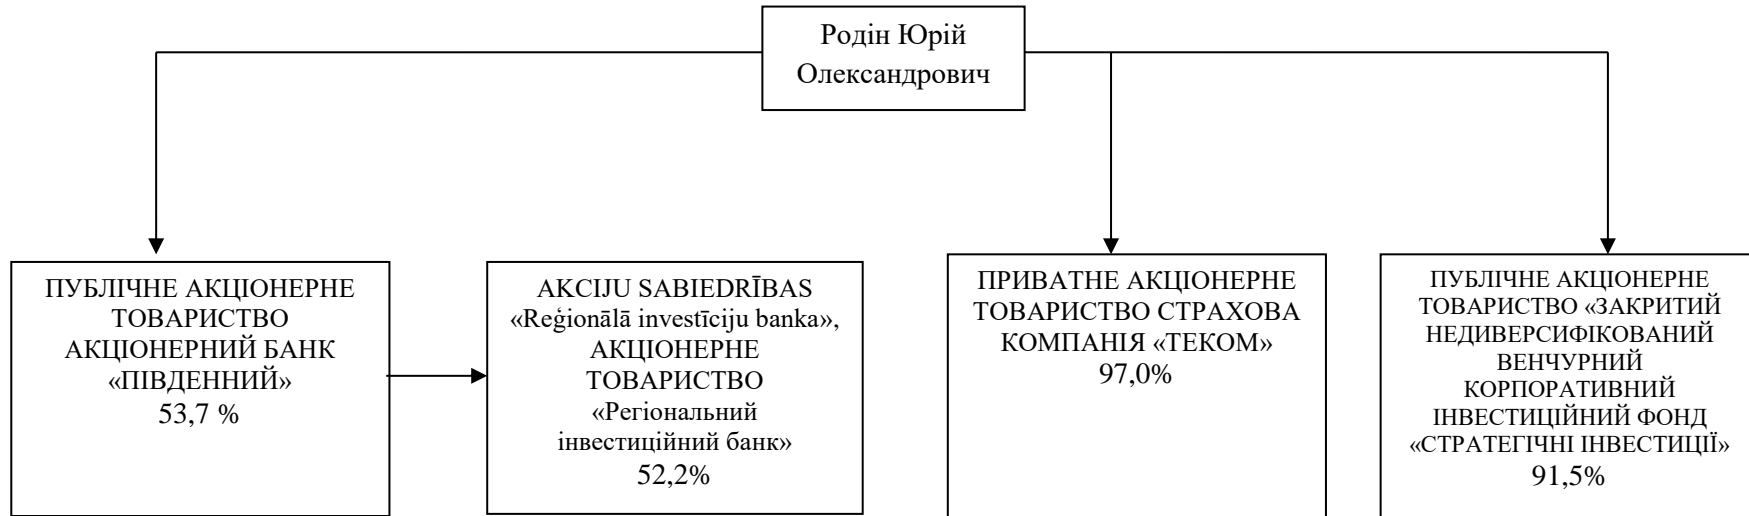 Родін Юрій
Олександрович
ПУБЛІЧНЕ АКЦІОНЕРНЕ
ТОВАРИСТВО
АКЦІОНЕРНИЙ БАНК
«ПІВДЕННИЙ»
53,7 %
AKCIJU SABIEDRĪBAS
«Reģionālā investīciju banka»,
АКЦІОНЕРНЕ
ТОВАРИСТВО
«Регіональний
інвестиційний банк»
52,2%
ПРИВАТНЕ АКЦІОНЕРНЕ
ТОВАРИСТВО СТРАХОВА
КОМПАНІЯ «ТЕКОМ»
97,0%
ПУБЛІЧНЕ АКЦІОНЕРНЕ
ТОВАРИСТВО «ЗАКРИТИЙ
НЕДИВЕРСИФІКОВАНИЙ
ВЕНЧУРНИЙ
КОРПОРАТИВНИЙ
ІНВЕСТИЦІЙНИЙ ФОНД
«СТРАТЕГІЧНІ ІНВЕСТИЦІЇ»
91,5%